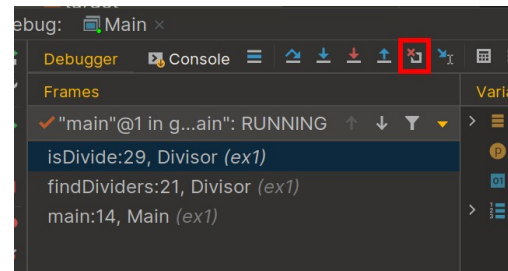 ebug: Main ×
Debugger Console
Frames Varia
"main"@1 in g...ain": RUNNING
isDivide:29, Divisor (ex1)
findDividers:21, Divisor (ex1)
main:14, Main (ex1)